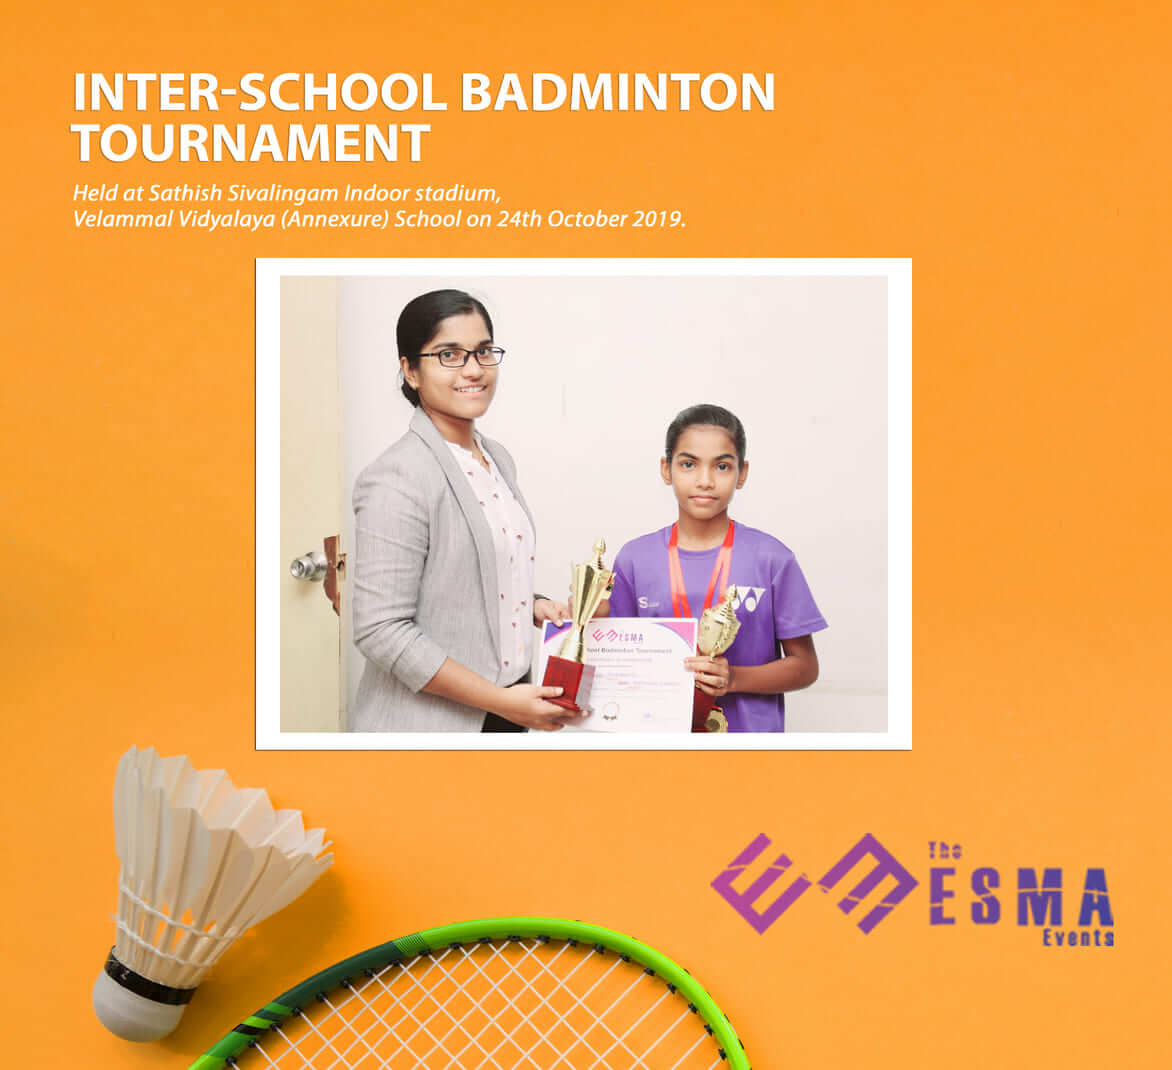 INTER-SCHOOL BADMINTON
TOURNAMENT
Held at Sathish Sivalingam Indoor stadium,
Velammal Vidyalaya (Annexure) School on 24th October 2019.
ESMA
ool Badminton Tournament
The
ESMA
Events